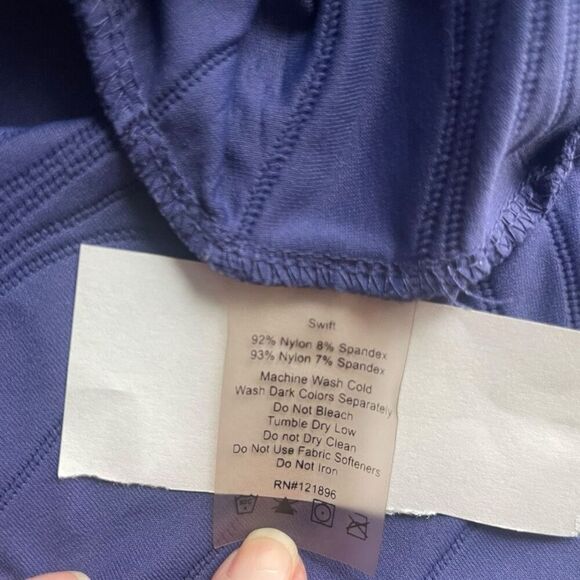 Swift
92% Nylon 8% Spandex
93% Nylon 7% Spandex
Machine Wash Cold
Wash Dark Colors Separately
Do Not Bleach
Tumble Dry Low
Do not Dry Clean
Do Not Use Fabric Softeners
Do Not Iron
RN#121896